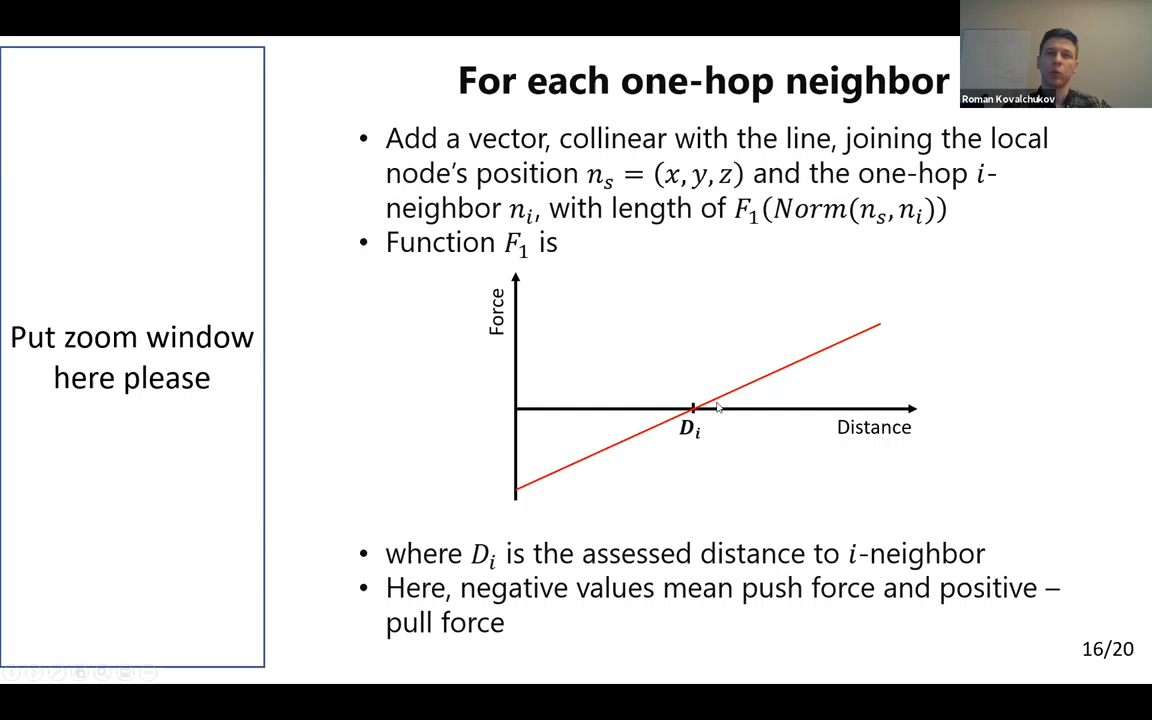 For each one-hop neighbor
Roman Kovalchukov
• Add a vector, collinear with the line, joining the local
node's position nₛ = (x, y, z) and the one-hop i-
neighbor nᵢ, with length of F₁(Norm(nₛ, nᵢ))
• Function F₁ is
Put zoom window
here please
Force
Dᵢ
Distance
• where Dᵢ is the assessed distance to i-neighbor
• Here, negative values mean push force and positive –
pull force
16/20